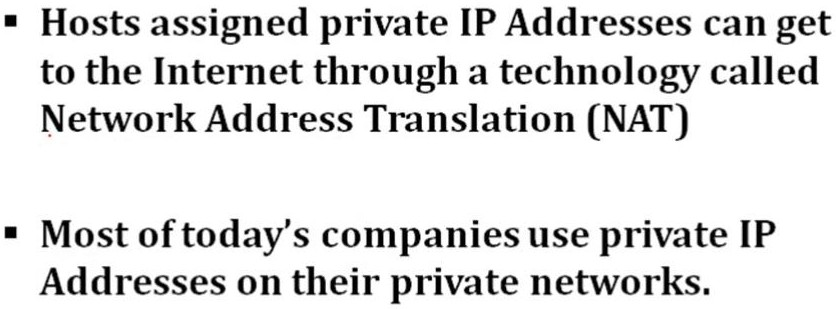 ▪ Hosts assigned private IP Addresses can get
to the Internet through a technology called
Network Address Translation (NAT)
▪ Most of today's companies use private IP
Addresses on their private networks.